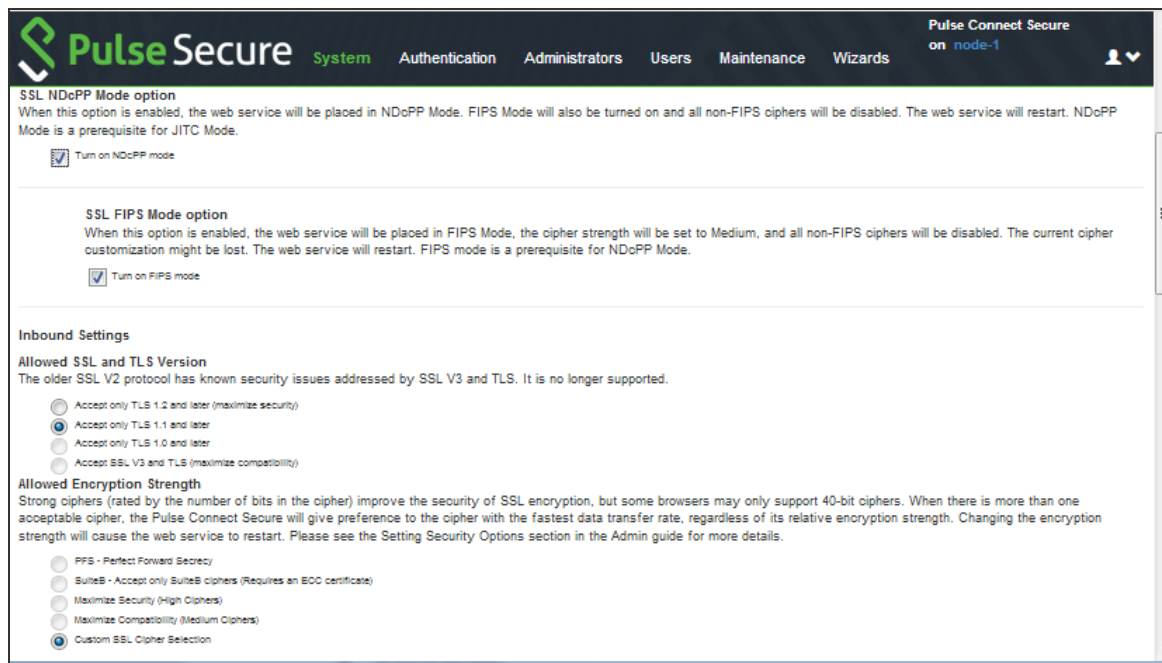 Pulse Secure System Authentication Administrators Users Maintenance Wizards
Pulse Connect Secure
on node-1
SSL NDcPP Mode option
When this option is enabled, the web service will be placed in NDcPP Mode. FIPS Mode will also be turned on and all non-FIPS ciphers will be disabled. The web service will restart. NDcPP
Mode is a prerequisite for JITC Mode.
Turn on NDcPP mode
SSL FIPS Mode option
When this option is enabled, the web service will be placed in FIPS Mode, the cipher strength will be set to Medium, and all non-FIPS ciphers will be disabled. The current cipher
customization might be lost. The web service will restart. FIPS mode is a prerequisite for NDcPP Mode.
Turn on FIPS mode
Inbound Settings
Allowed SSL and TLS Version
The older SSL V2 protocol has known security issues addressed by SSL V3 and TLS. It is no longer supported.
Accept only TLS 1.2 and later (maximize security)
Accept only TLS 1.1 and later
Accept only TLS 1.0 and later
Accept SSL V3 and TLS (maximize compatibility)
Allowed Encryption Strength
Strong ciphers (rated by the number of bits in the cipher) improve the security of SSL encryption, but some browsers may only support 40-bit ciphers. When there is more than one
acceptable cipher, the Pulse Connect Secure will give preference to the cipher with the fastest data transfer rate, regardless of its relative encryption strength. Changing the encryption
strength will cause the web service to restart. Please see the Setting Security Options section in the Admin guide for more details.
PFS - Perfect Forward Secrecy
SuiteB - Accept only SuiteB ciphers (Requires an ECC certificate)
Maximize Security (High Ciphers)
Maximize Compatibility (Medium Ciphers)
Custom SSL Cipher Selection